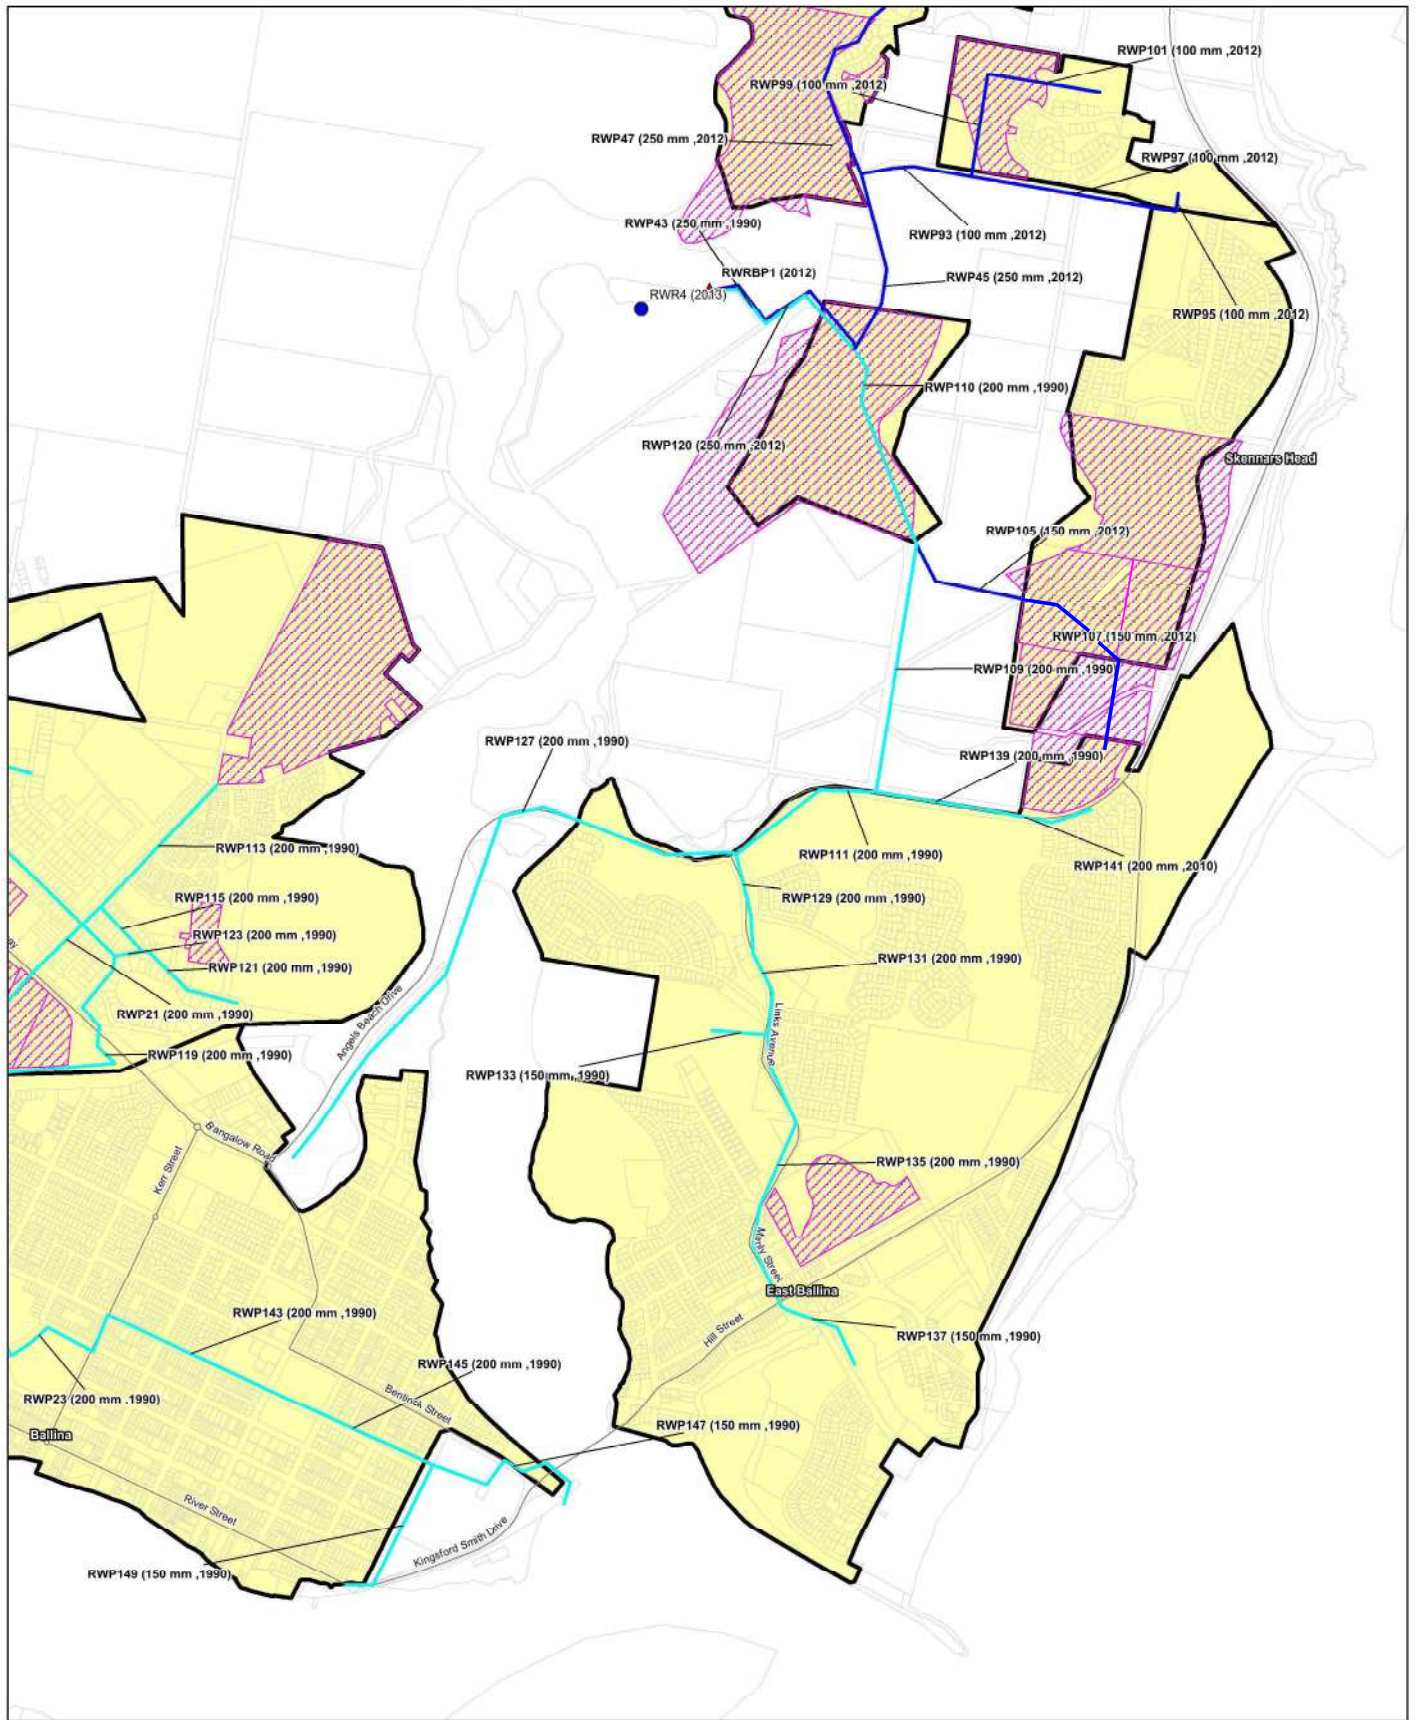 RWP101 (100 mm ,2012)
RWP99 (100 mm ,2012)
RWP47 (250 mm ,2012)
RWP97 (100 mm ,2012)
RWP43 (250 mm ,1990)
RWP93 (100 mm ,2012)
RWRBP1 (2012)
RWP45 (250 mm ,2012)
RWR4 (2013)
RWP95 (100 mm ,2012)
RWP110 (200 mm ,1990)
RWP120 (250 mm ,2012)
Skennars Head
RWP105 (150 mm ,2012)
RWP107 (150 mm ,2012)
RWP109 (200 mm ,1990)
RWP127 (200 mm ,1990)
RWP139 (200 mm ,1990)
RWP113 (200 mm ,1990)
RWP111 (200 mm ,1990)
RWP141 (200 mm ,2010)
RWP115 (200 mm ,1990)
RWP129 (200 mm ,1990)
RWP123 (200 mm ,1990)
RWP131 (200 mm ,1990)
RWP121 (200 mm ,1990)
RWP21 (200 mm ,1990)
Angels Beach Drive
Links Avenue
RWP119 (200 mm ,1990)
RWP133 (150 mm ,1990)
Bangalow Road
Kerr Street
RWP135 (200 mm ,1990)
Manly Street
East Ballina
RWP143 (200 mm ,1990)
Hill Street
RWP137 (150 mm ,1990)
RWP145 (200 mm ,1990)
RWP23 (200 mm .1990)
Bentinck Street
RWP147 (150 mm ,1990)
Ballina
River Street
Kingsford Smith Drive
RWP149 (150 mm ,1990)